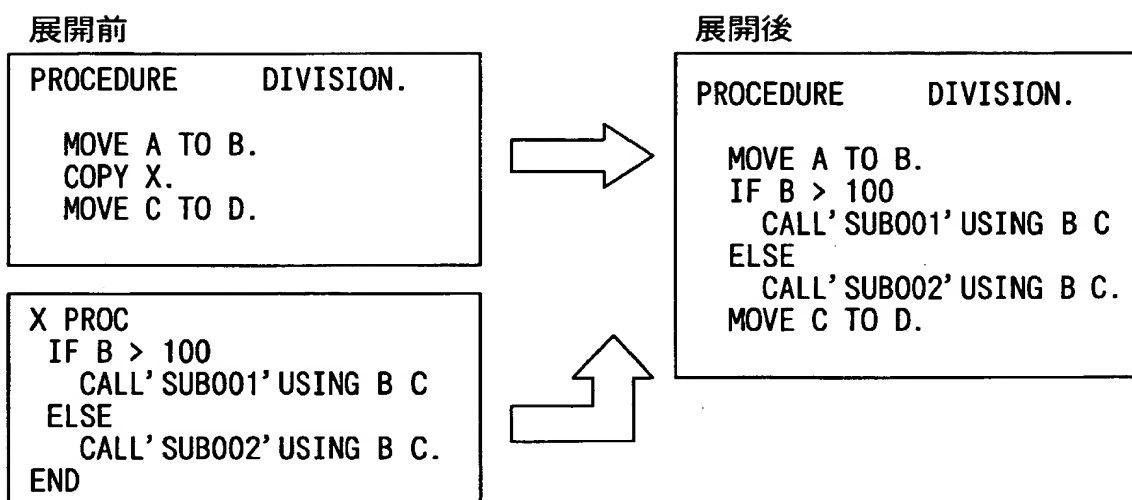 展開前
PROCEDURE DIVISION.
MOVE A TO B.
COPY X.
MOVE C TO D.
X PROC
IF B > 100
CALL'SUB001'USING B C
ELSE
CALL'SUB002'USING B C.
END
展開後
PROCEDURE DIVISION.
MOVE A TO B.
IF B > 100
CALL'SUB001'USING B C
ELSE
CALL'SUB002'USING B C.
MOVE C TO D.